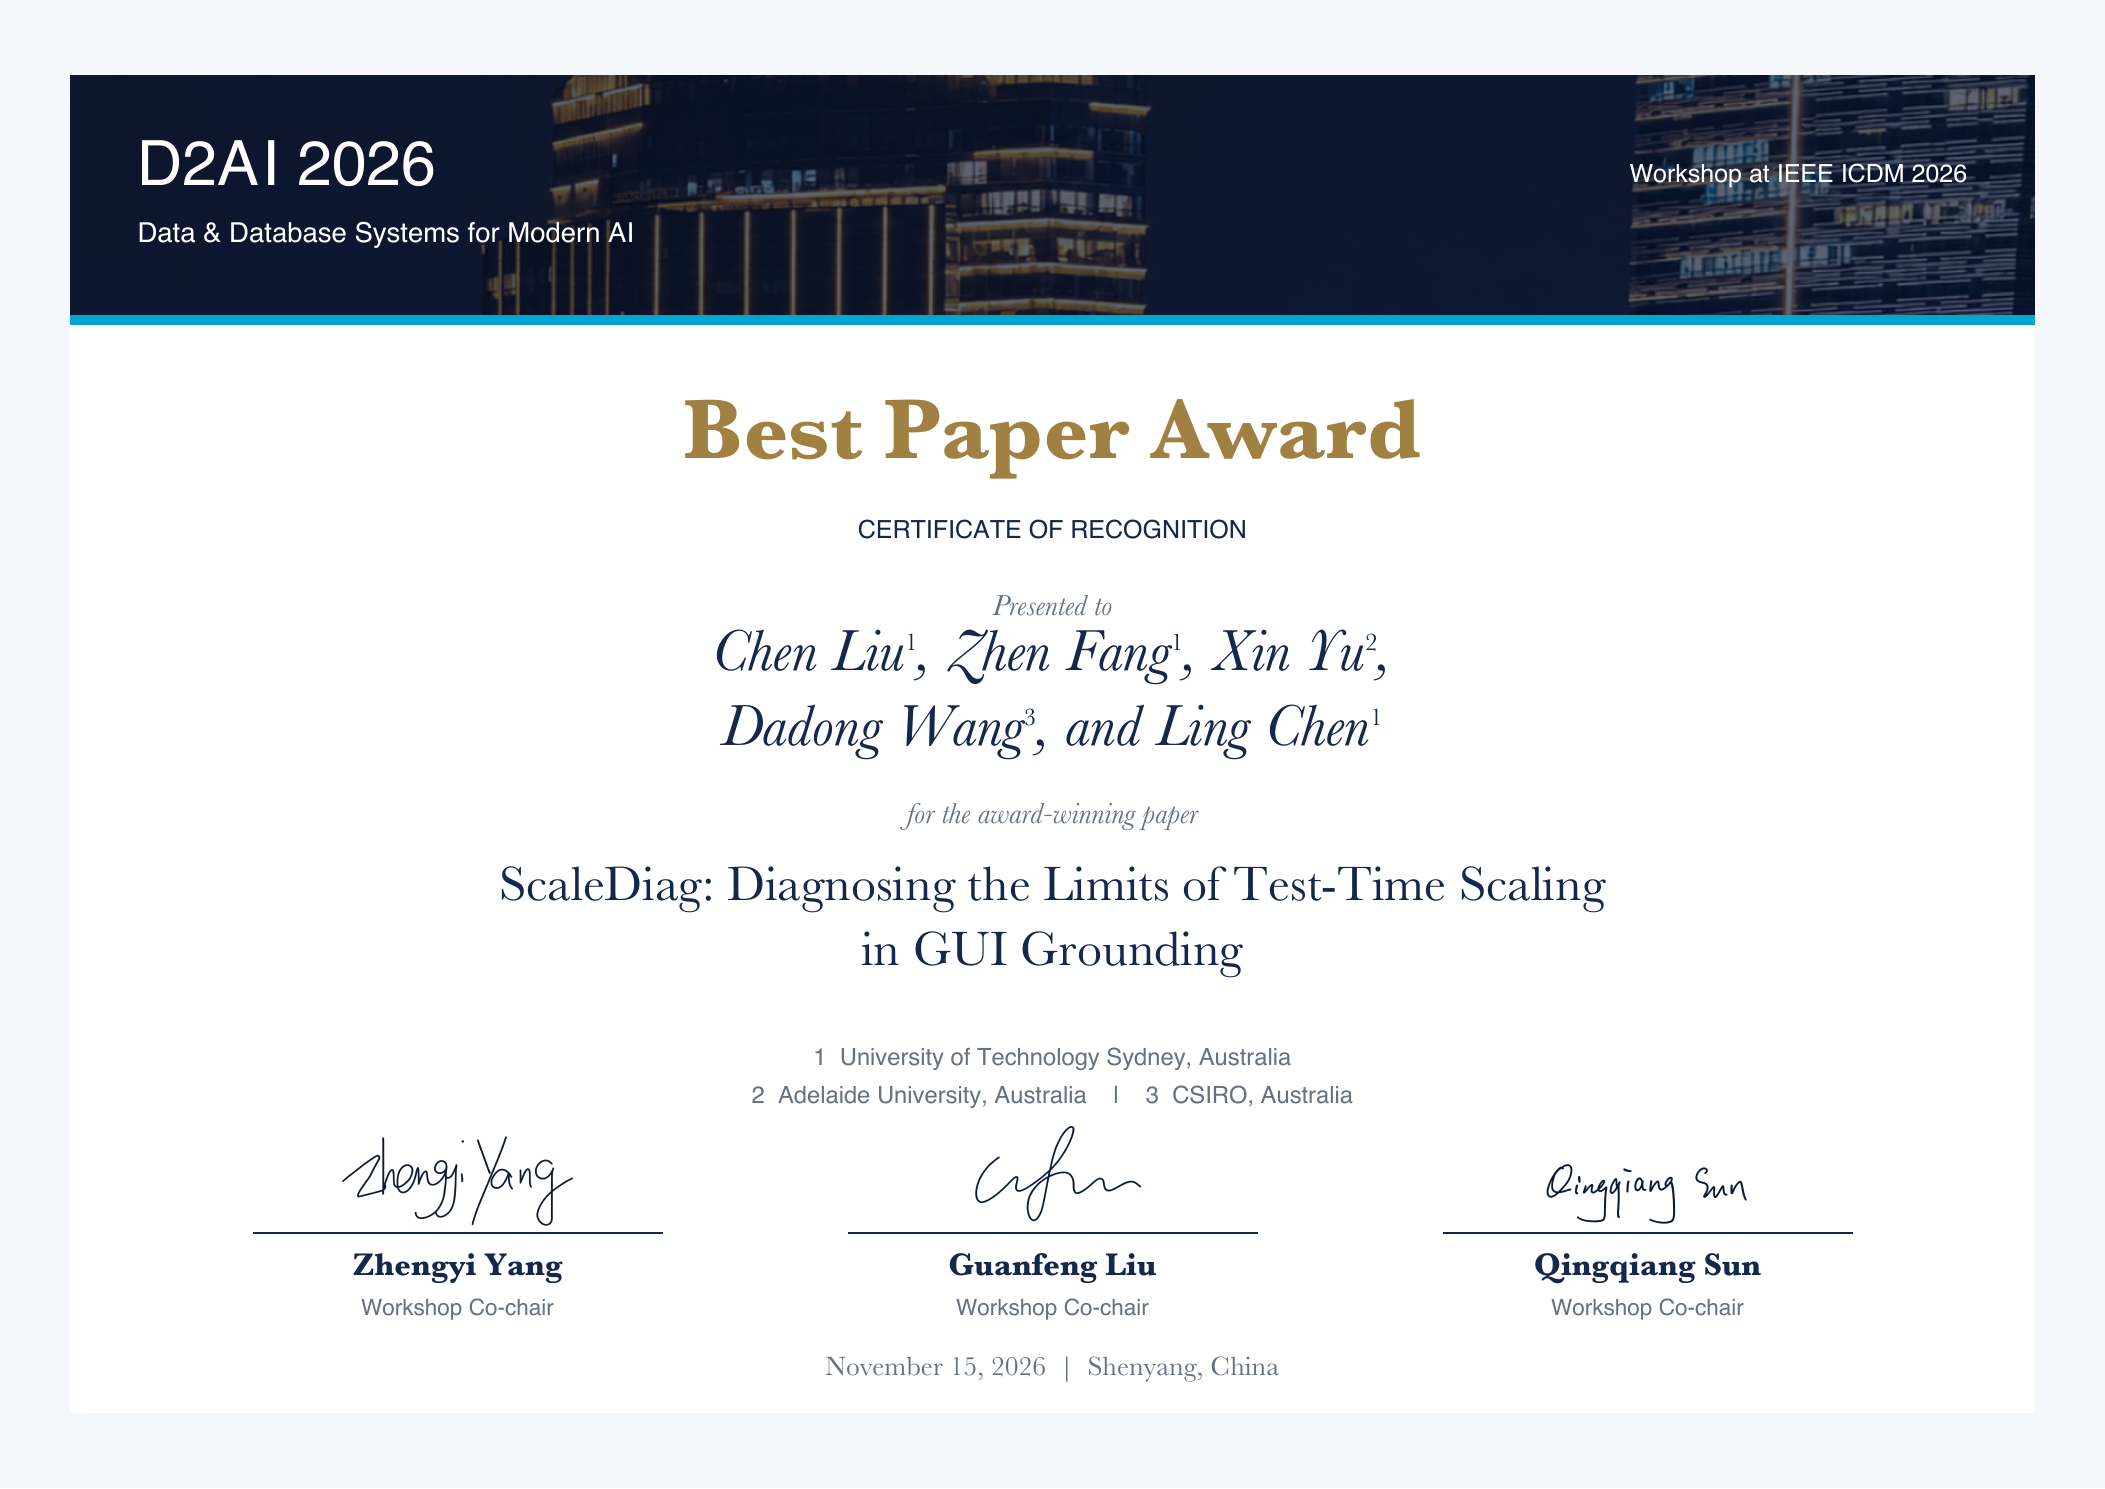 D2AI 2026
Workshop at IEEE ICDM 2026
Data & Database Systems for Modern AI
Best Paper Award
CERTIFICATE OF RECOGNITION
Presented to
Chen Liu¹, Zhen Fang¹, Xin Yu²,
Dadong Wang³, and Ling Chen¹
for the award-winning paper
ScaleDiag: Diagnosing the Limits of Test-Time Scaling
in GUI Grounding
1 University of Technology Sydney, Australia
2 Adelaide University, Australia | 3 CSIRO, Australia
Zhengyi Yang
Qingqiang Sun
Zhengyi Yang
Guanfeng Liu
Qingqiang Sun
Workshop Co-chair
Workshop Co-chair
Workshop Co-chair
November 15, 2026 | Shenyang, China